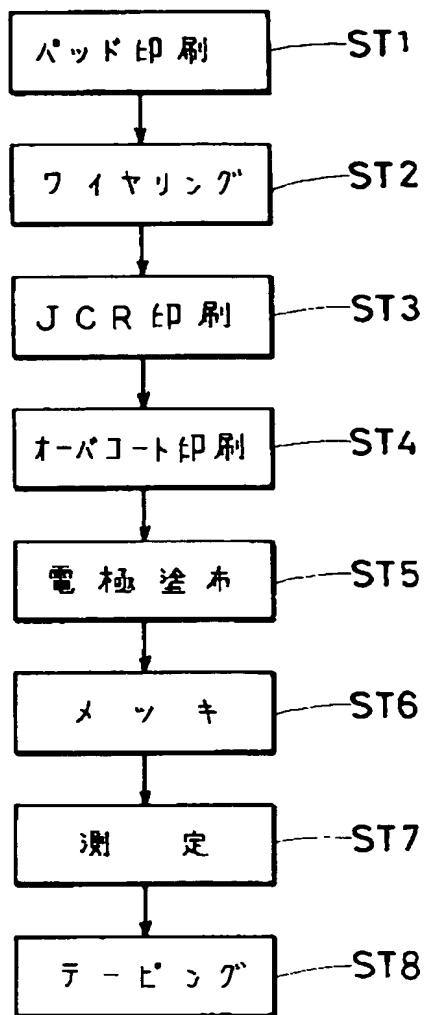 パッド印刷 ST1
ワイヤリング ST2
JCR印刷 ST3
オーバコート印刷 ST4
電極塗布 ST5
メッキ ST6
測定 ST7
テーピング ST8